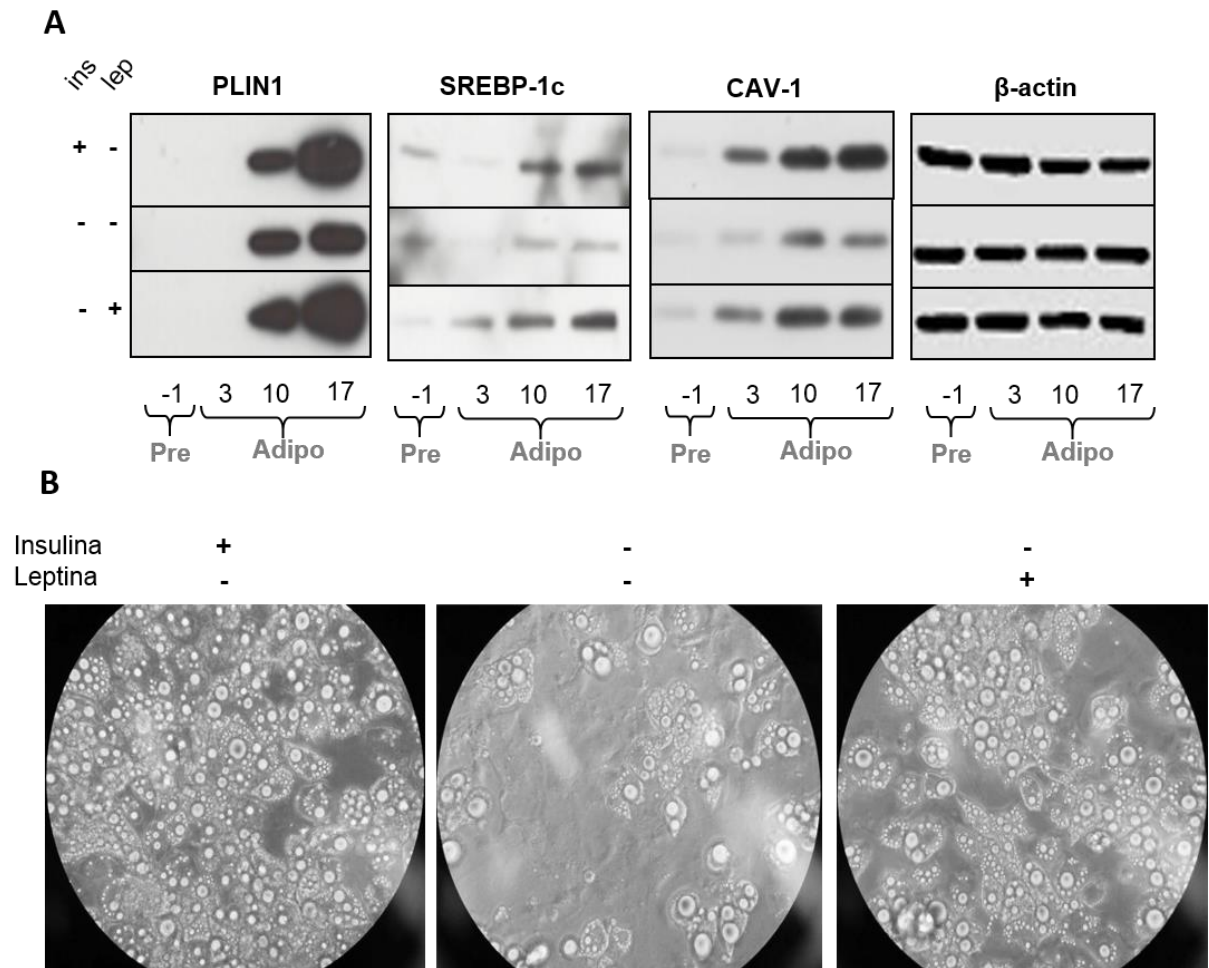 A
ins lep
PLIN1 SREBP-1c CAV-1 β-actin
+ -
- -
- +
-1 3 10 17 -1 3 10 17 -1 3 10 17 -1 3 10 17
Pre Adipo Pre Adipo Pre Adipo Pre Adipo
B
Insulina + - -
Leptina - - +